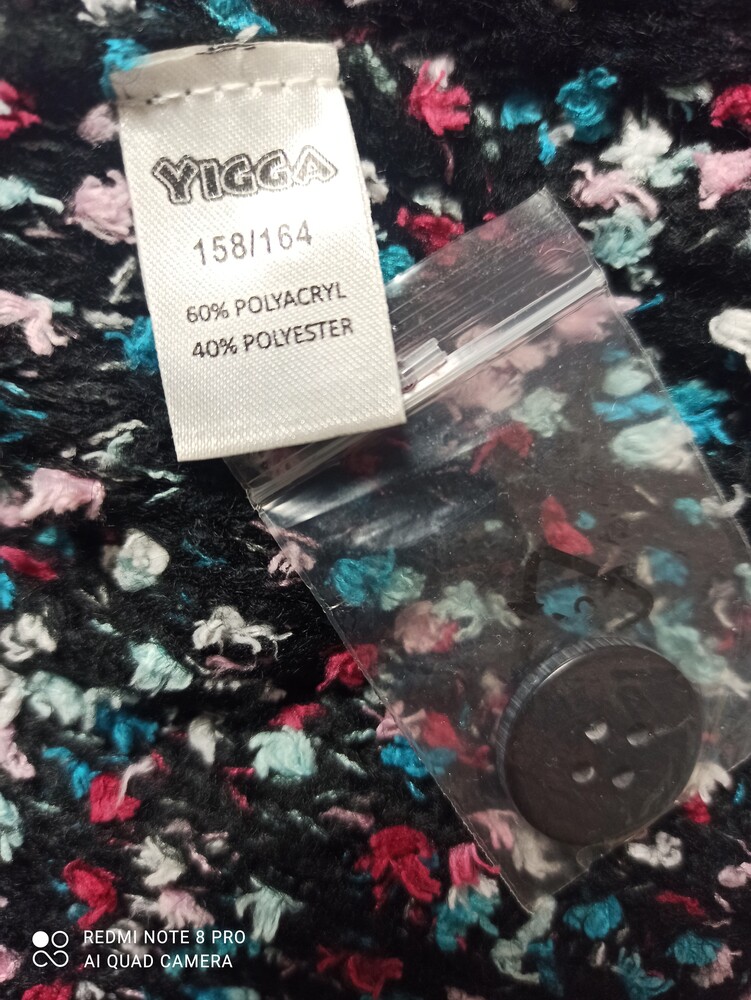 YIGGA
158/164
60% POLYACRYL
40% POLYESTER
REDMI NOTE 8 PRO
AI QUAD CAMERA